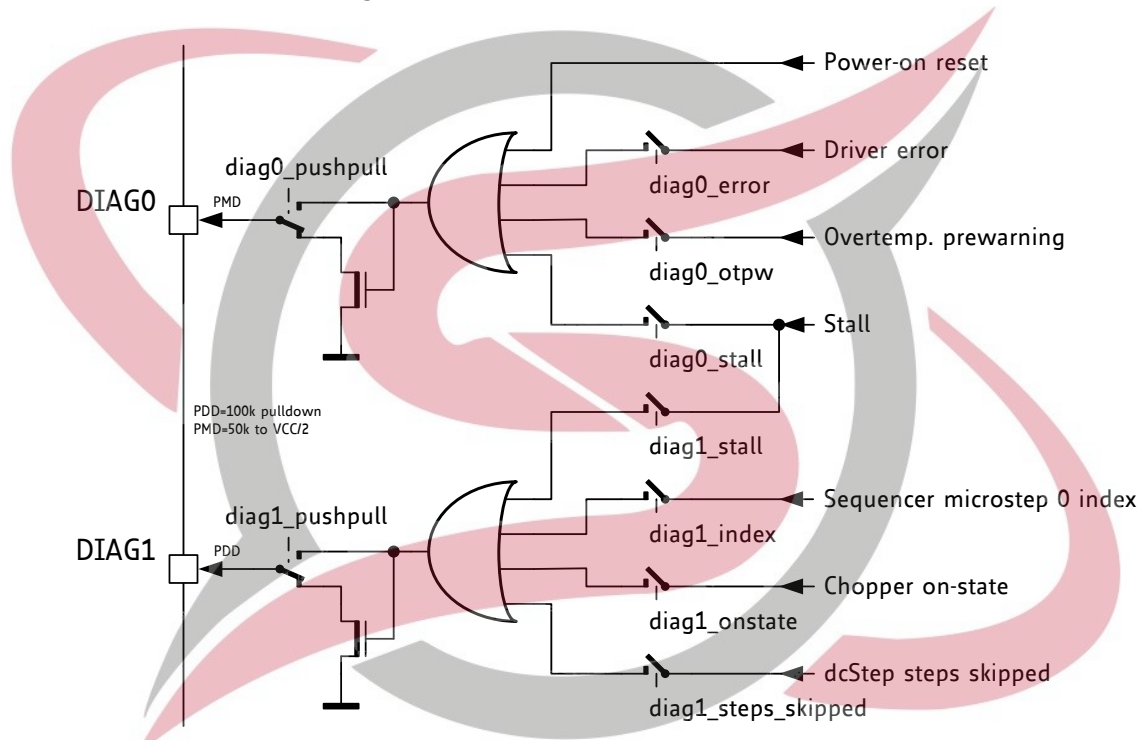 Power-on reset
Driver error
diag0_pushpull
diag0_error
DIAG0
PMD
Overtemp. prewarning
diag0_otpw
Stall
diag0_stall
PDD=100k pulldown
PMD=50k to VCC/2
diag1_stall
Sequencer microstep 0 index
diag1_pushpull
diag1_index
DIAG1
PDD
Chopper on-state
diag1_onstate
dcStep steps skipped
diag1_steps_skipped